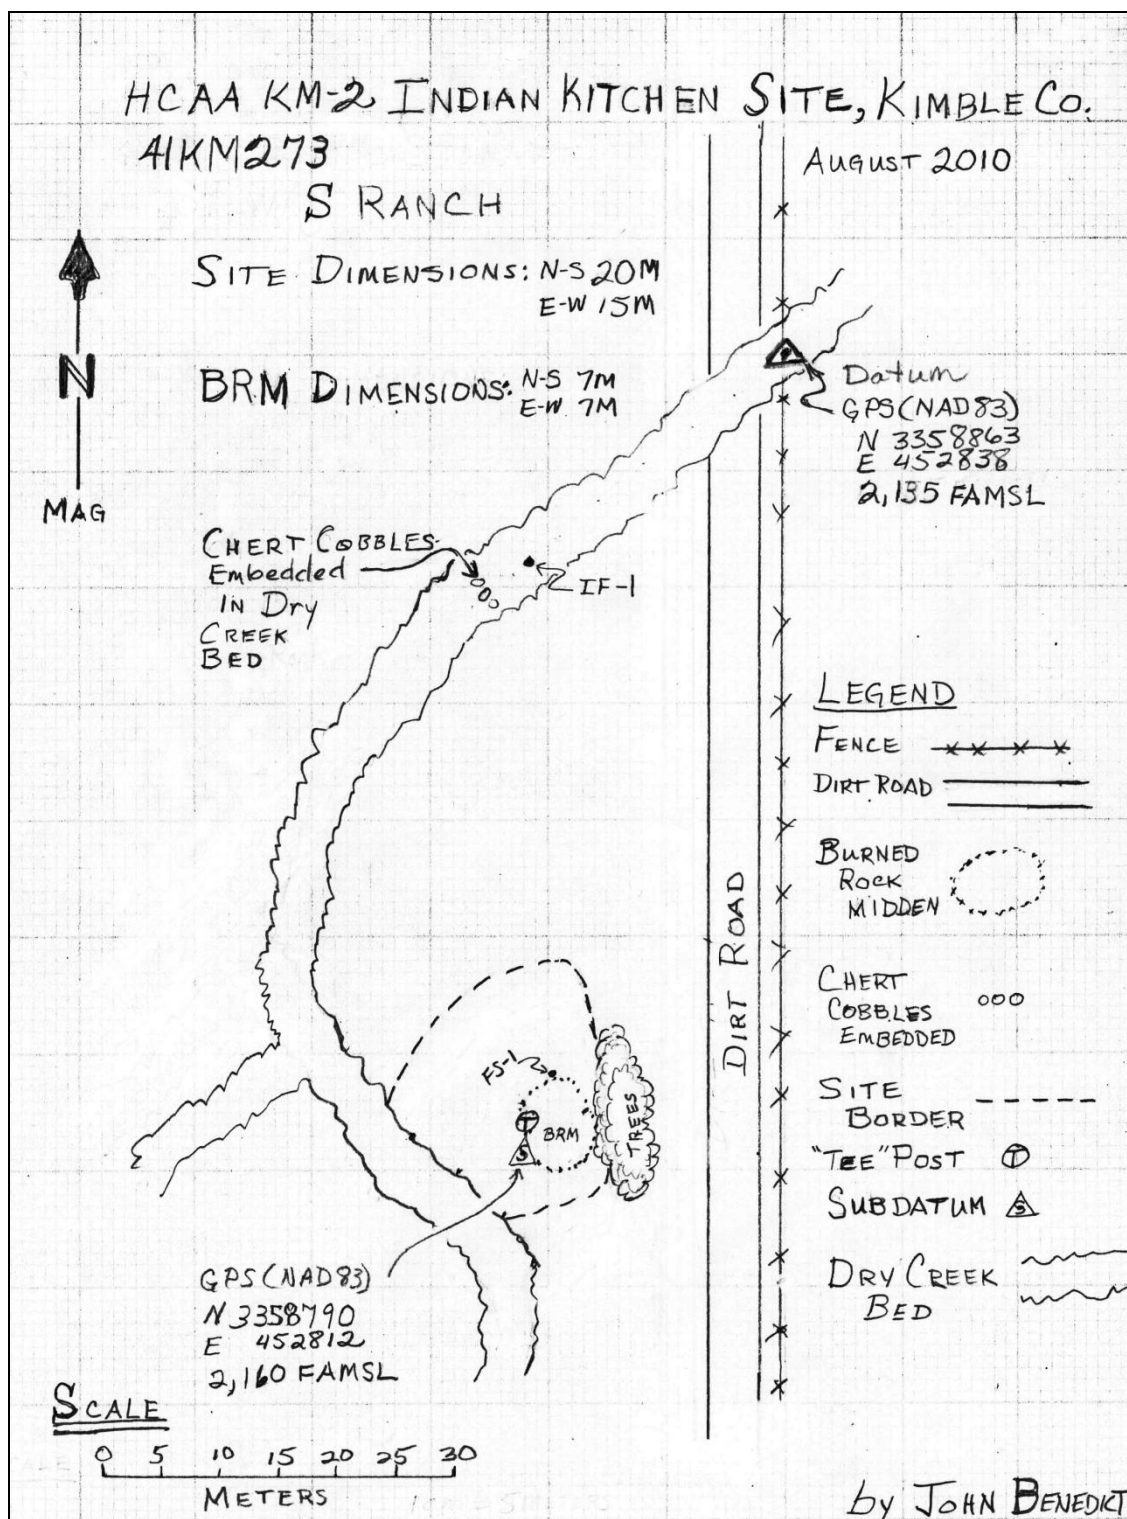 HCAA KM-2 INDIAN KITCHEN SITE, KIMBLE CO.
41KM273
AUGUST 2010
S RANCH
SITE DIMENSIONS: N-S 20M
E-W 15M
N
MAG
BRM DIMENSIONS: N-S 7M
E-W 7M
Datum
GPS (NAD 83)
N 3358863
E 452838
2,135 FAMSL
CHERT COBBLES
Embedded
IN Dry
CREEK
BED
IF-1
LEGEND
FENCE
DIRT ROAD
BURNED
ROCK
MIDDEN
CHERT
COBBLES
EMBEDDED
SITE
BORDER
"TEE" POST T
SUBDATUM S
DRY CREEK
BED
DIRT ROAD
FS-1
T
S
BRM
TREES
GPS (NAD 83)
N 3358790
E 452812
2,160 FAMSL
SCALE
0 5 10 15 20 25 30
METERS
by JOHN BENEDICT